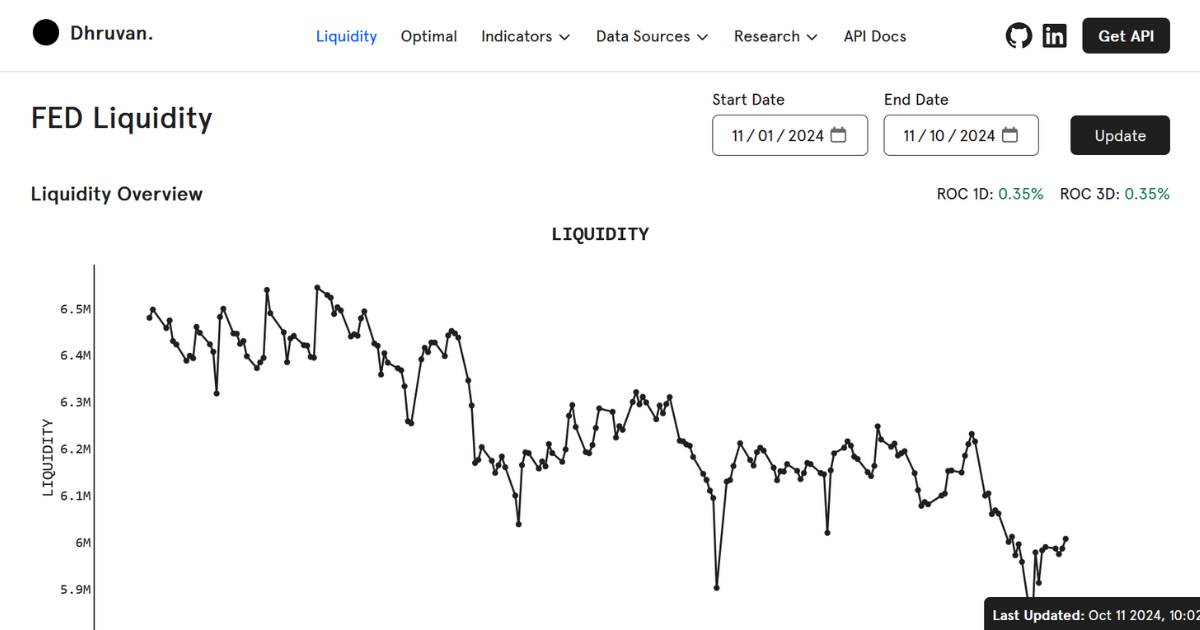 Dhruvan.
Liquidity Optimal Indicators Data Sources Research API Docs
Get API
FED Liquidity
Start Date End Date
11/01/2024 11/10/2024
Update
Liquidity Overview
ROC 1D: 0.35% ROC 3D: 0.35%
LIQUIDITY
6.5M
6.4M
6.3M
6.2M
6.1M
6M
5.9M
LIQUIDITY
Last Updated: Oct 11 2024, 10:02